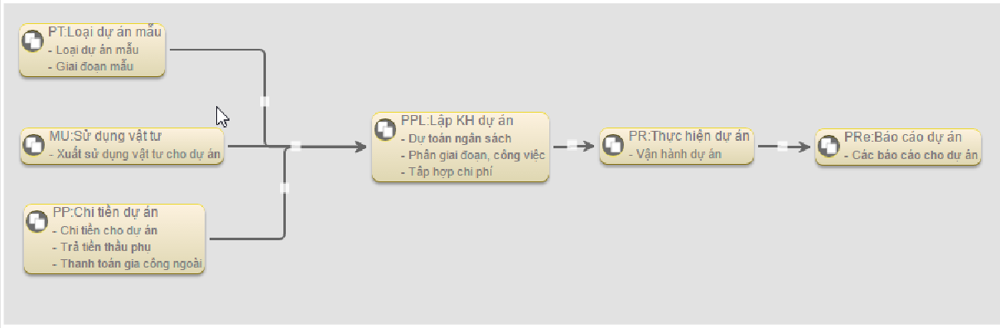 PT:Loại dự án mẫu
- Loại dự án mẫu
- Giai đoạn mẫu
MU:Sử dụng vật tư
- Xuất sử dụng vật tư cho dự án
PP:Chi tiền dự án
- Chi tiền cho dự án
- Trả tiền thầu phụ
- Thanh toán gia công ngoài
PPL:Lập KH dự án
- Dự toán ngân sách
- Phân giai đoạn, công việc
- Tập hợp chi phí
PR:Thực hiện dự án
- Vận hành dự án
PRe:Báo cáo dự án
- Các báo cáo cho dự án